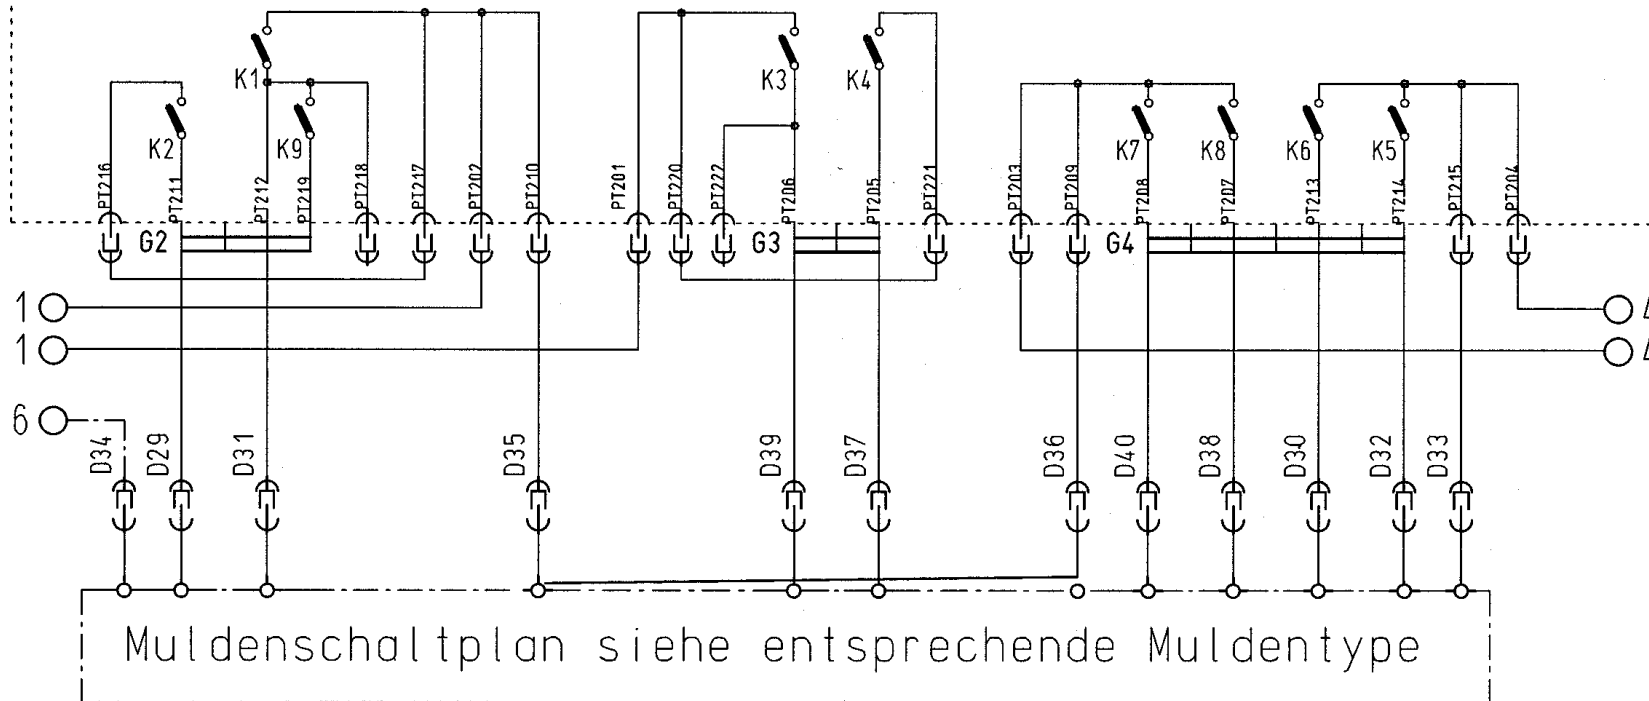 K1
K3
K4
K2
K9
K7
K8
K6
K5
PT216
PT211
PT212
PT219
PT218
PT217
PT202
PT210
PT201
PT220
PT222
PT206
PT205
PT221
PT203
PT209
PT208
PT207
PT213
PT214
PT215
PT204
G2
G3
G4
1
1
6
D34
D29
D31
D35
D39
D37
D36
D40
D38
D30
D32
D33
Muldenschaltplan siehe entsprechende Muldentype